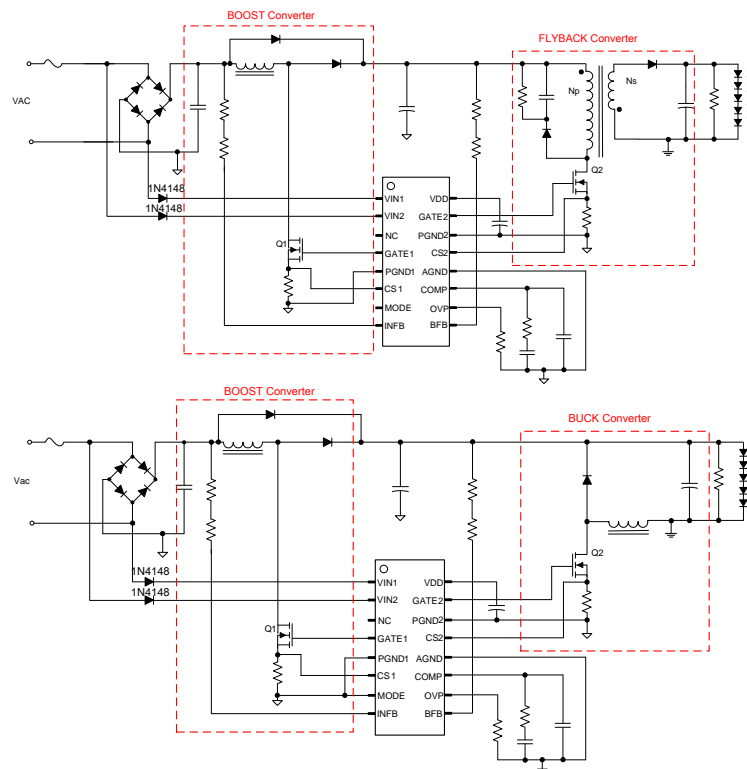 BOOST Converter
FLYBACK Converter
VAC
Np
Ns
Q2
1N4148
1N4148
VIN1
VDD
VIN2
GATE2
NC
PGND2
Q1
GATE1
CS2
PGND1
AGND
CS1
COMP
MODE
OVP
INFB
BFB
BOOST Converter
BUCK Converter
Vac
Q2
1N4148
1N4148
VIN1
VDD
VIN2
GATE2
NC
PGND2
Q1
GATE1
CS2
PGND1
AGND
CS1
COMP
MODE
OVP
INFB
BFB